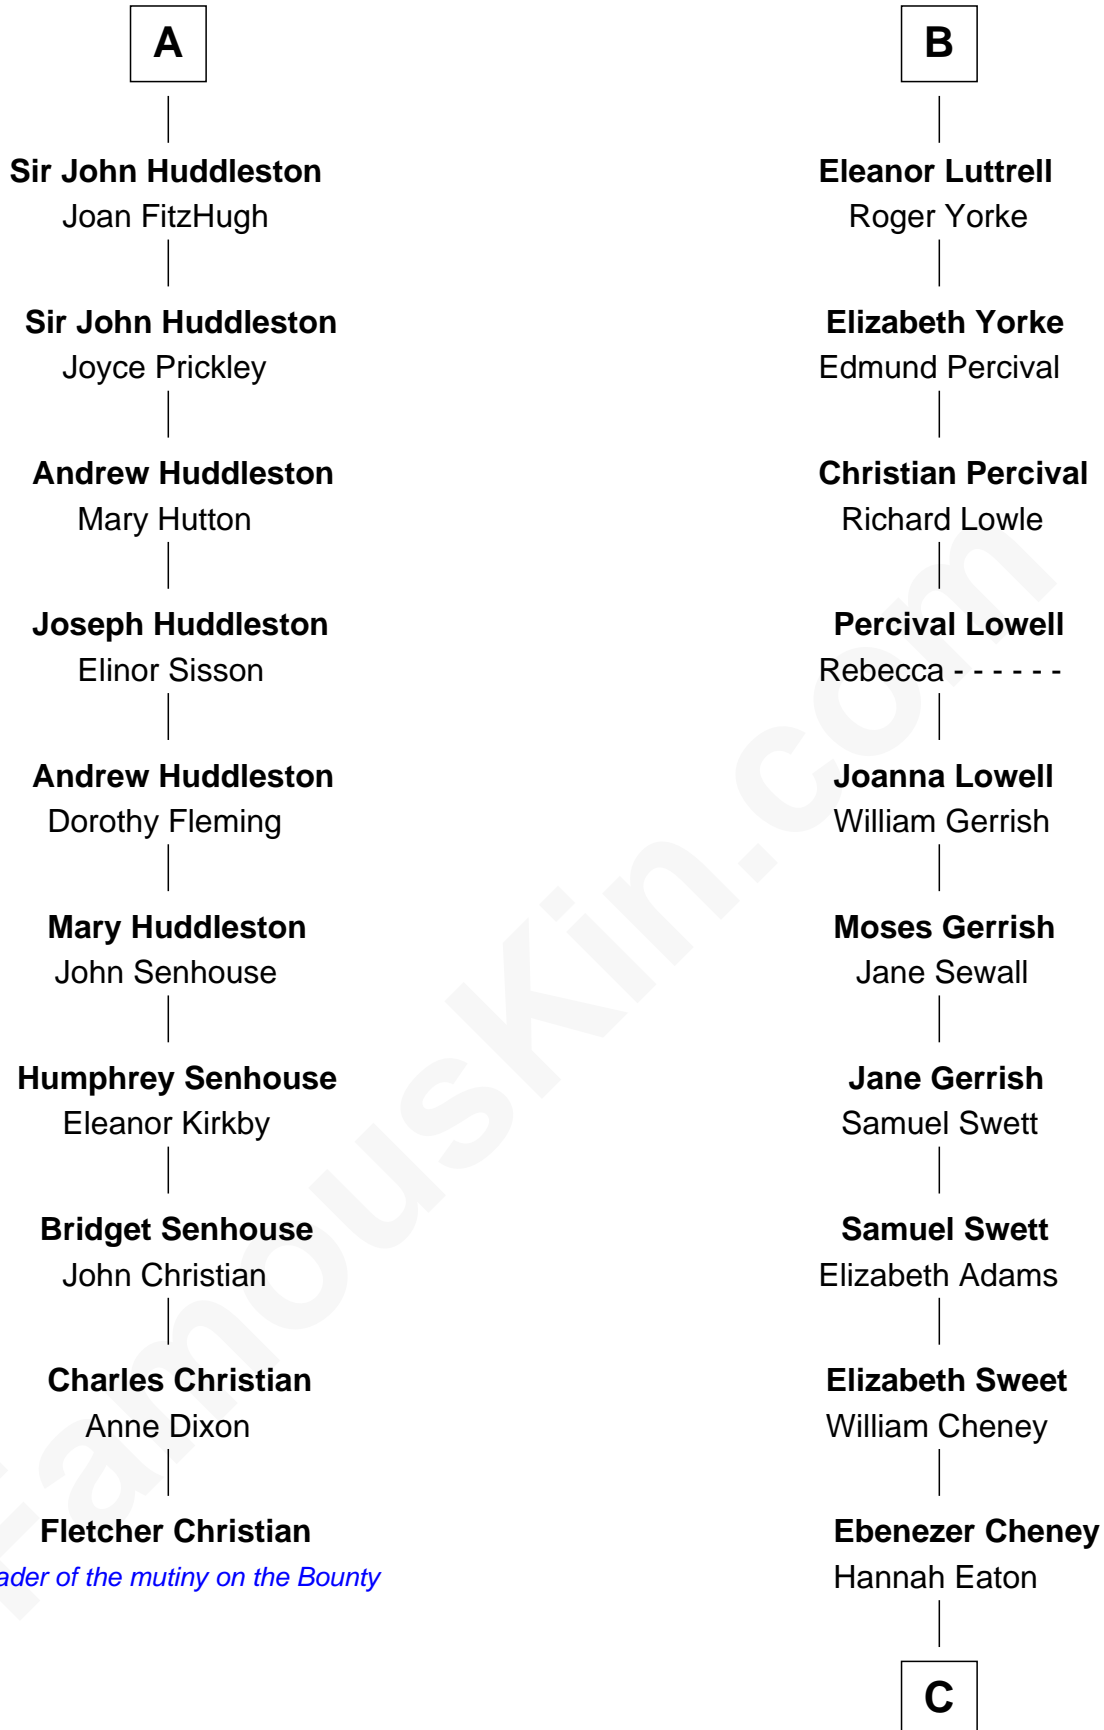 A
Sir John Huddleston
Joan FitzHugh
Sir John Huddleston
Joyce Prickley
Andrew Huddleston
Mary Hutton
Joseph Huddleston
Elinor Sisson
Andrew Huddleston
Dorothy Fleming
Mary Huddleston
John Senhouse
Humphrey Senhouse
Eleanor Kirkby
Bridget Senhouse
John Christian
Charles Christian
Anne Dixon
Fletcher Christian
ader of the mutiny on the Bounty
B
Eleanor Luttrell
Roger Yorke
Elizabeth Yorke
Edmund Percival
Christian Percival
Richard Lowle
Percival Lowell
Rebecca - - - - - -
Joanna Lowell
William Gerrish
Moses Gerrish
Jane Sewall
Jane Gerrish
Samuel Swett
Samuel Swett
Elizabeth Adams
Elizabeth Sweet
William Cheney
Ebenezer Cheney
Hannah Eaton
C
FamousKin.com